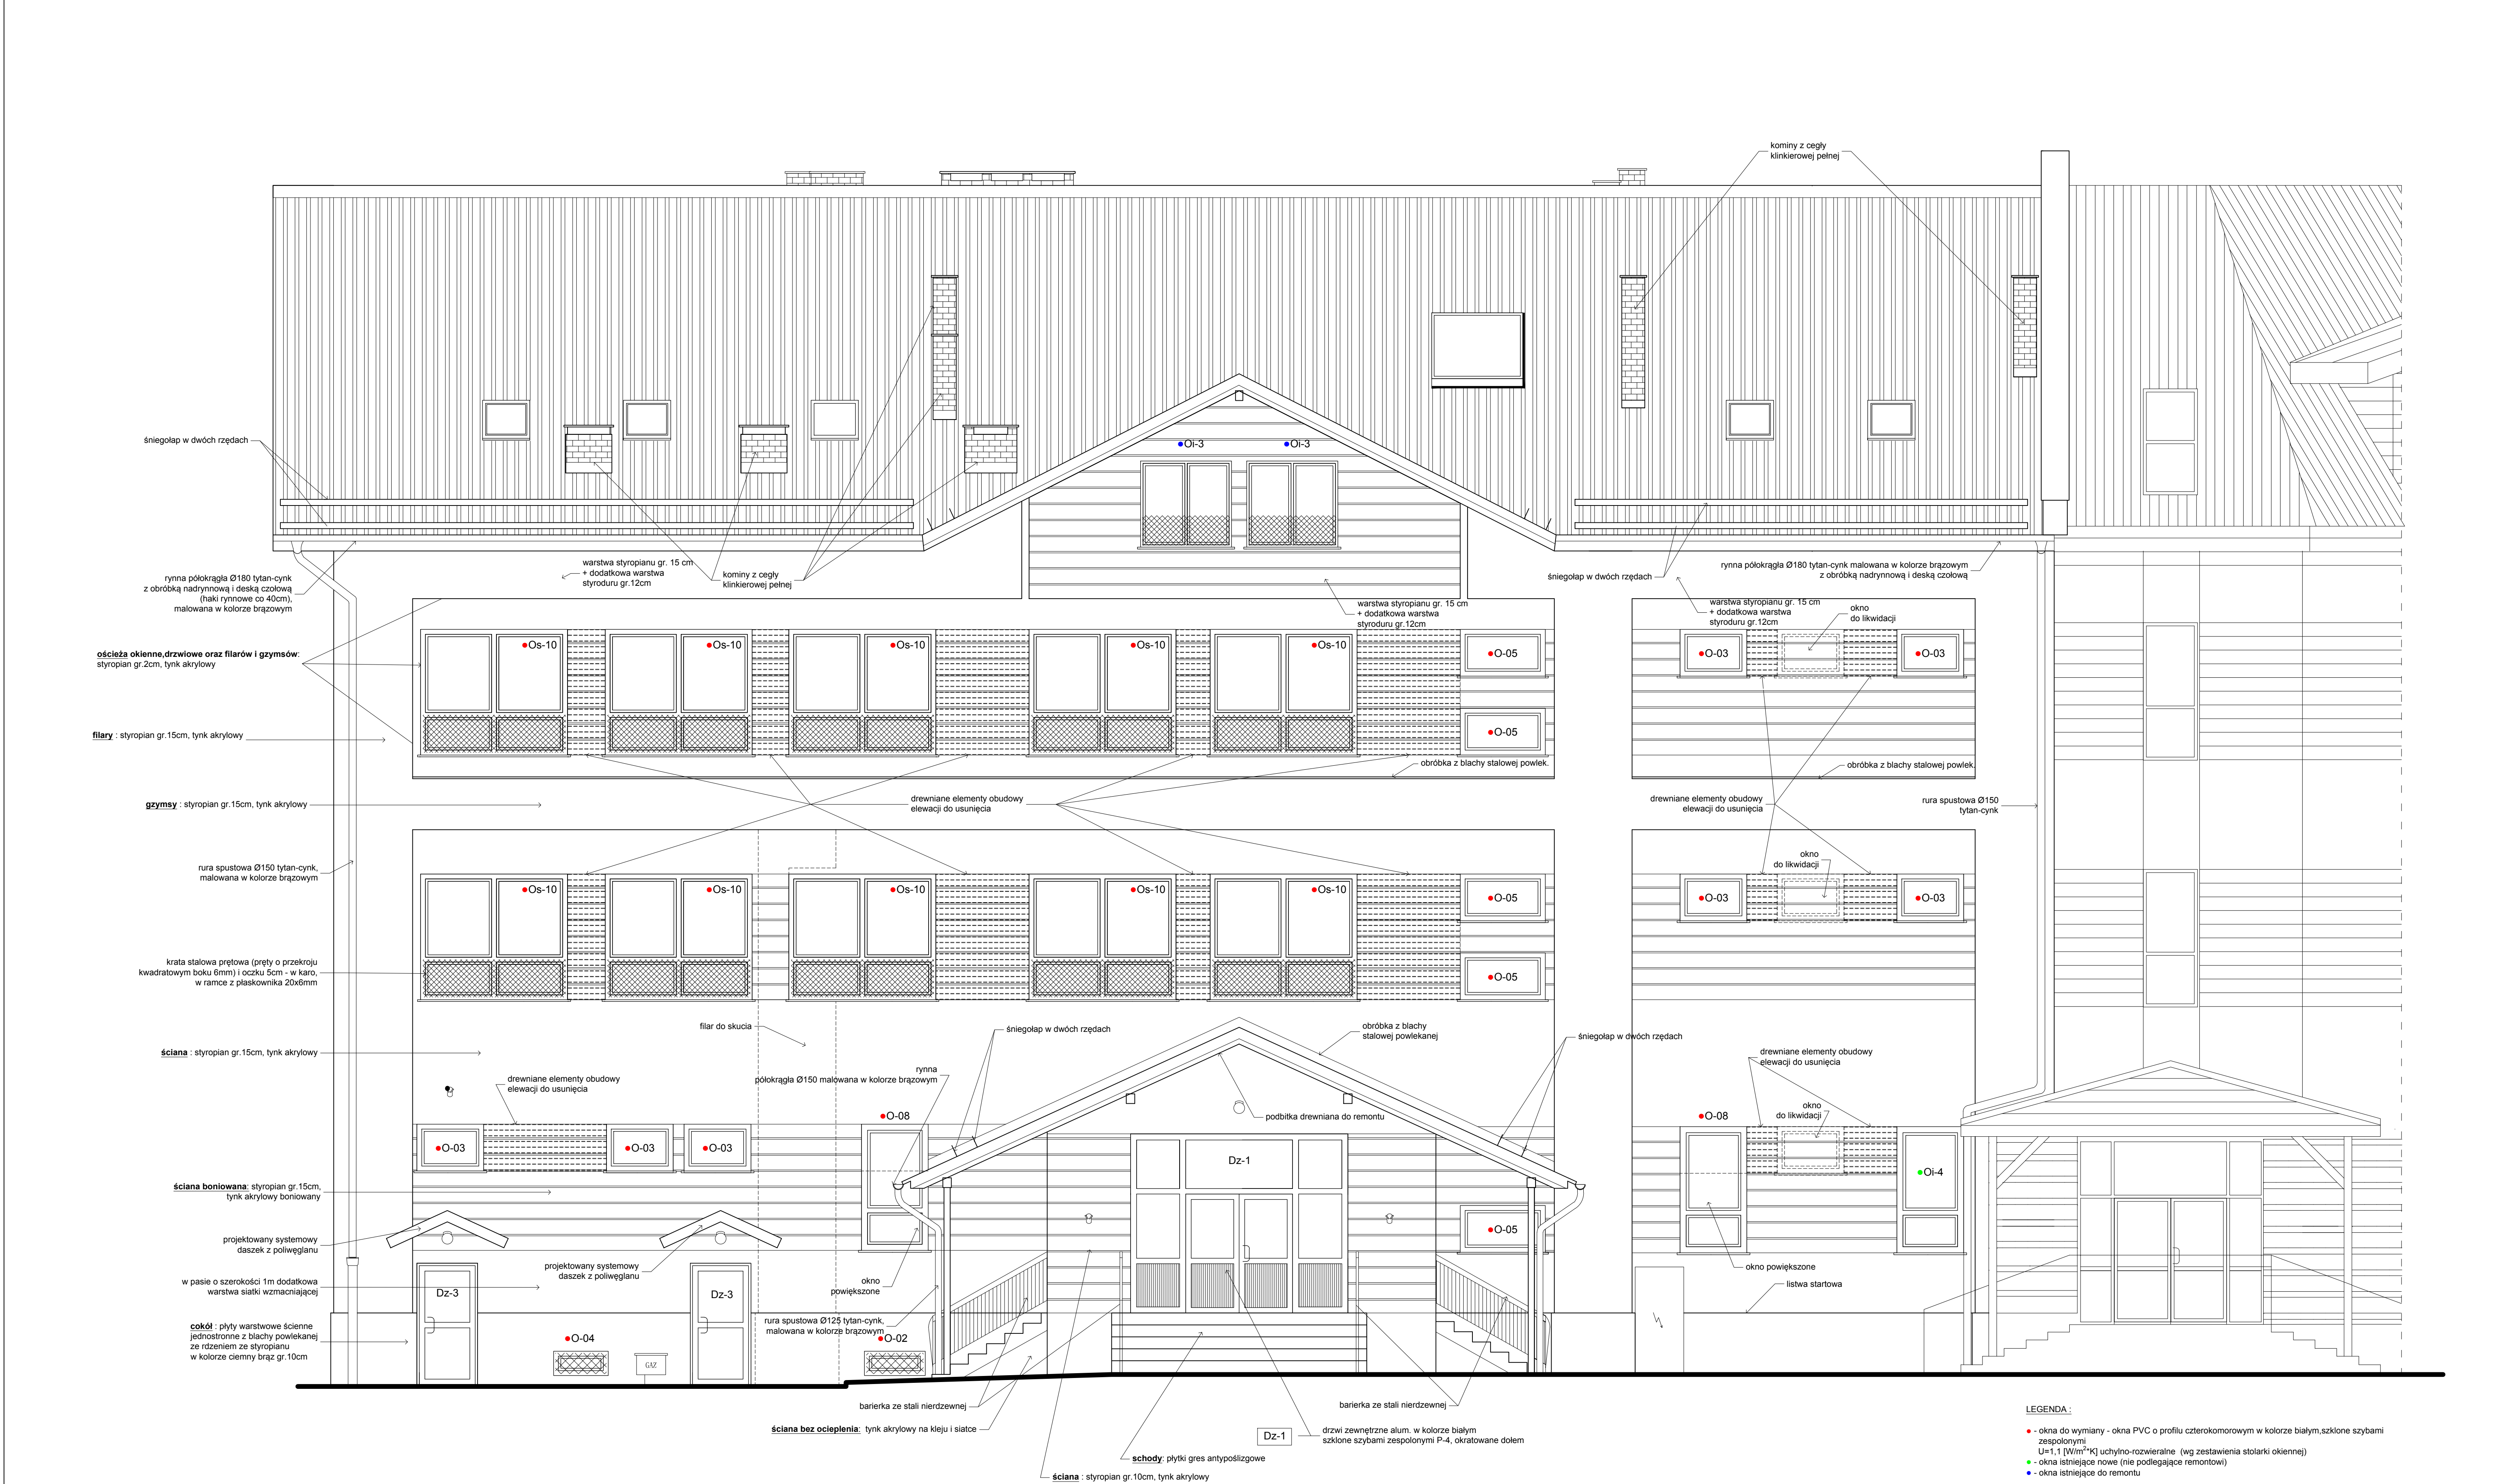 kominy z cegły
klinkierowej pełnej
śniegołap w dwóch rzędach
Oi-3
Oi-3
rynna półokrągła Ø180 tytan-cynk
z obróbką nadrynnową i deską czołową
(haki rynnowe co 40cm),
malowana w kolorze brązowym
warstwa styropianu gr. 15 cm
+ dodatkowa warstwa
styroduru gr.12cm
kominy z cegły
klinkierowej pełnej
warstwa styropianu gr. 15 cm
+ dodatkowa warstwa
styroduru gr.12cm
śniegołap w dwóch rzędach
rynna półokrągła Ø180 tytan-cynk malowana w kolorze brązowym
z obróbką nadrynnową i deską czołową
warstwa styropianu gr. 15 cm
+ dodatkowa warstwa
styroduru gr.12cm
okno
do likwidacji
ościeża okienne,drzwiowe oraz filarów i gzymsów:
styropian gr.2cm, tynk akrylowy
Os-10
Os-10
Os-10
Os-10
Os-10
O-05
O-03
O-03
filary : styropian gr.15cm, tynk akrylowy
O-05
obróbka z blachy stalowej powlek.
obróbka z blachy stalowej powlek.
gzymsy : styropian gr.15cm, tynk akrylowy
drewniane elementy obudowy
elewacji do usunięcia
drewniane elementy obudowy
elewacji do usunięcia
rura spustowa Ø150
tytan-cynk
rura spustowa Ø150 tytan-cynk,
malowana w kolorze brązowym
okno
do likwidacji
Os-10
Os-10
Os-10
Os-10
Os-10
O-05
O-03
O-03
krata stalowa prętowa (pręty o przekroju
kwadratowym boku 6mm) i oczku 5cm - w karo,
w ramce z płaskownika 20x6mm
O-05
filar do skucia
śniegołap w dwóch rzędach
obróbka z blachy
stalowej powlekanej
śniegołap w dwóch rzędach
ściana : styropian gr.15cm, tynk akrylowy
drewniane elementy obudowy
elewacji do usunięcia
rynna
półokrągła Ø150 malowana w kolorze brązowym
drewniane elementy obudowy
elewacji do usunięcia
O-08
podbitka drewniana do remontu
O-08
okno
do likwidacji
O-03
O-03
O-03
Dz-1
Oi-4
ściana boniowana: styropian gr.15cm,
tynk akrylowy boniowany
O-05
projektowany systemowy
daszek z poliwęglanu
projektowany systemowy
daszek z poliwęglanu
okno
powiększone
okno powiększone
listwa startowa
w pasie o szerokości 1m dodatkowa
warstwa siatki wzmacniającej
Dz-3
Dz-3
rura spustowa Ø125 tytan-cynk,
malowana w kolorze brązowym
cokół : płyty warstwowe ścienne
jednostronne z blachy powlekanej
ze rdzeniem ze styropianu
w kolorze ciemny brąz gr.10cm
O-04
O-02
GAZ
barierka ze stali nierdzewnej
barierka ze stali nierdzewnej
ściana bez ocieplenia: tynk akrylowy na kleju i siatce
Dz-1
drzwi zewnętrzne alum. w kolorze białym
szklone szybami zespolonymi P-4, okratowane dołem
schody: płytki gres antypoślizgowe
ściana : styropian gr.10cm, tynk akrylowy
LEGENDA :
- okna do wymiany - okna PVC o profilu czterokomorowym w kolorze białym,szklone szybami
zespolonymi
U=1,1 [W/m²*K] uchylno-rozwieralne (wg zestawienia stolarki okiennej)
- okna istniejące nowe (nie podlegające remontowi)
- okna istniejące do remontu